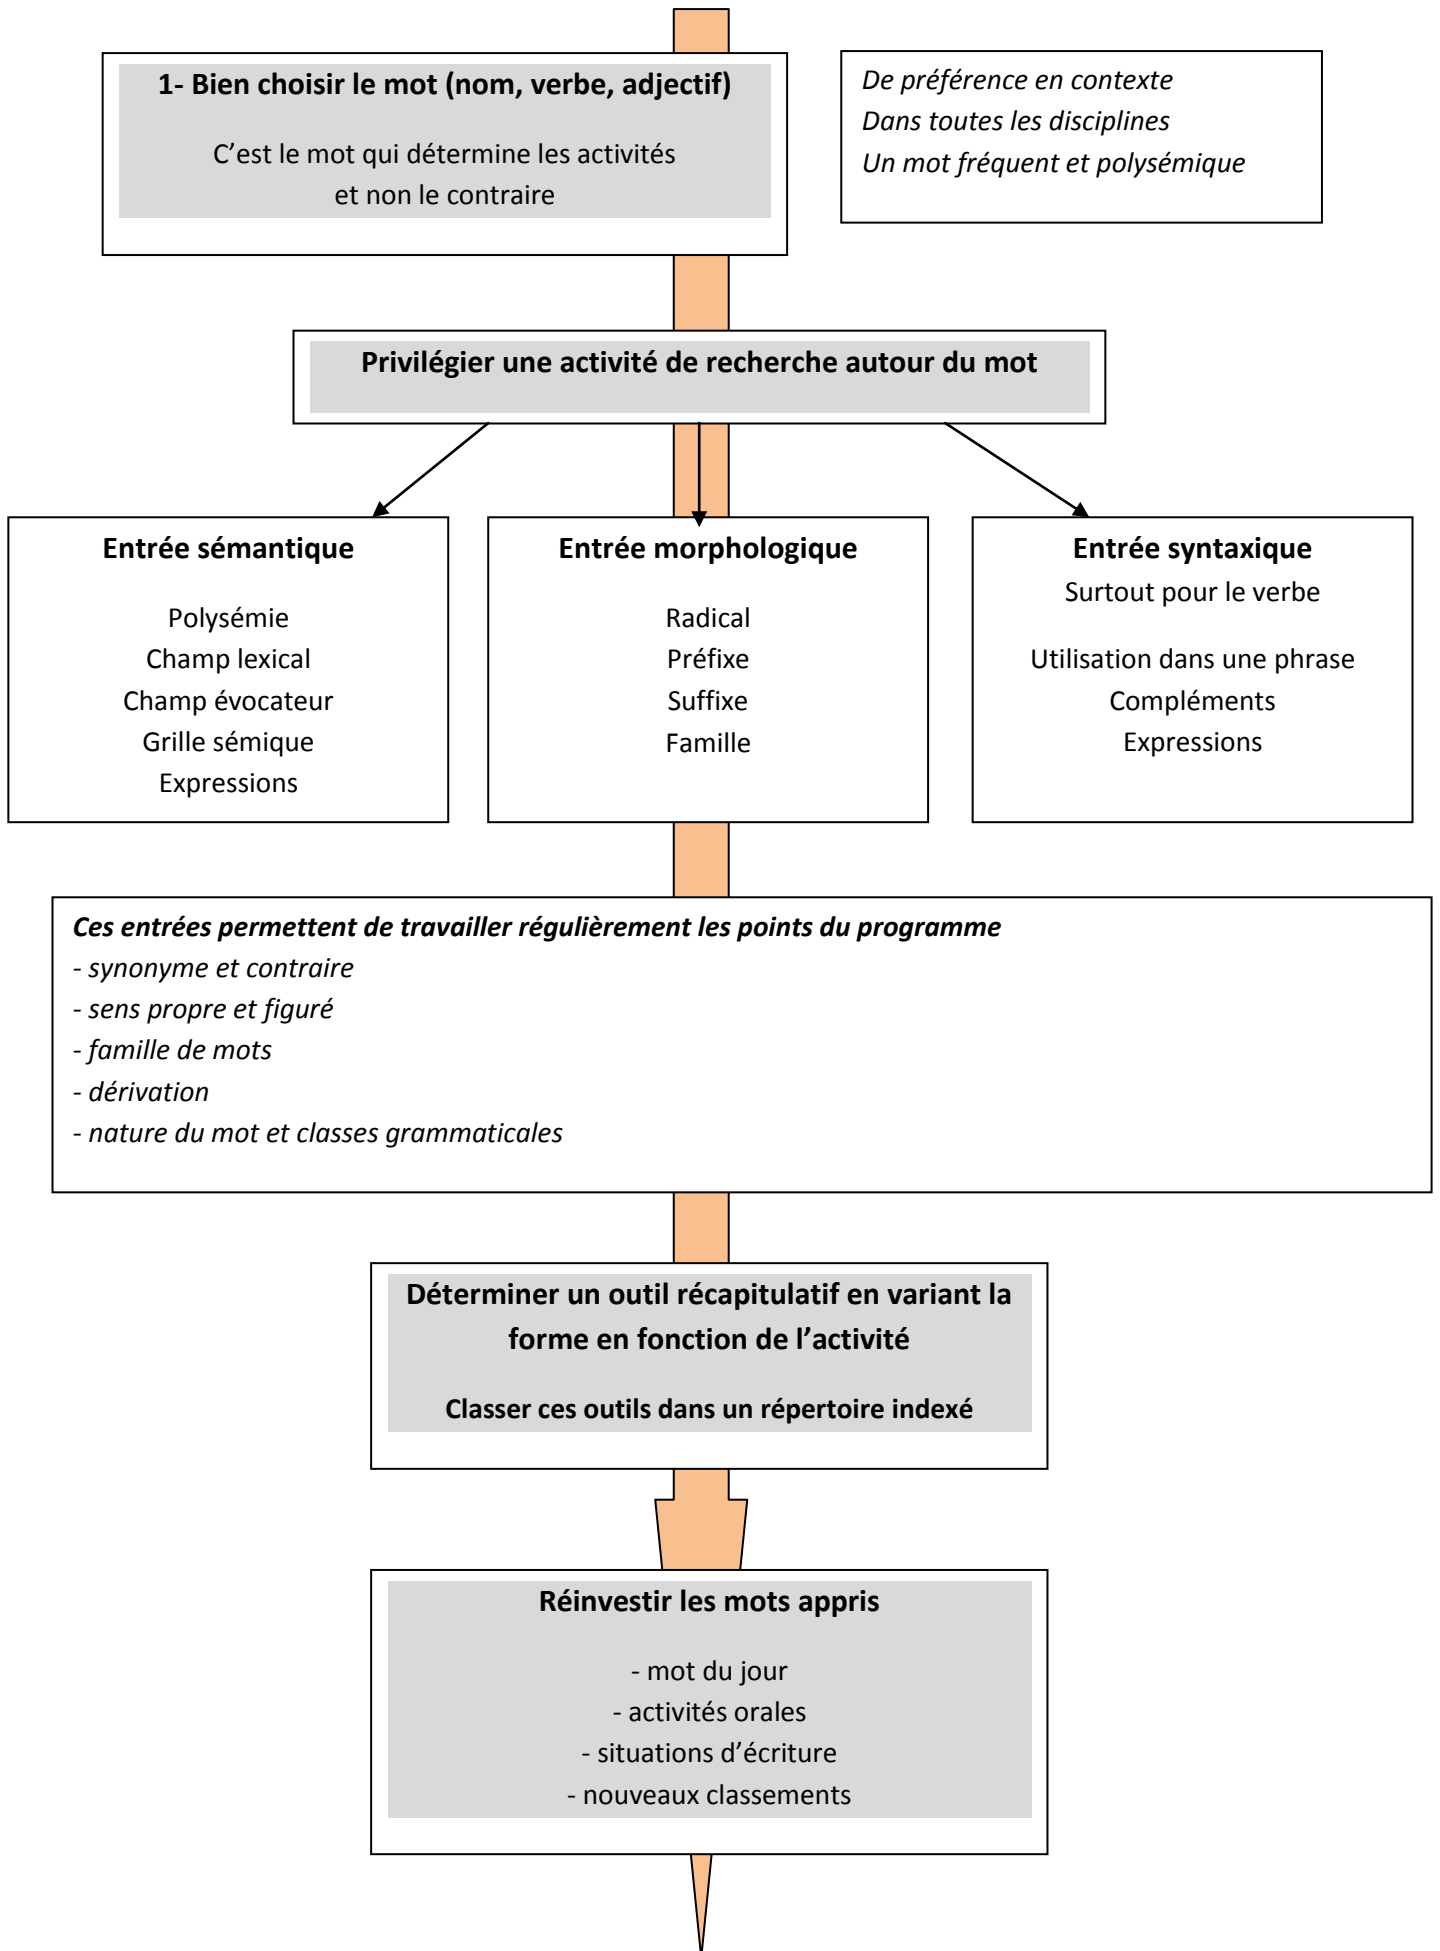 1- Bien choisir le mot (nom, verbe, adjectif)
C’est le mot qui détermine les activités
et non le contraire
De préférence en contexte
Dans toutes les disciplines
Un mot fréquent et polysémique
Privilégier une activité de recherche autour du mot
Entrée sémantique
Polysémie
Champ lexical
Champ évocateur
Grille sémique
Expressions
Entrée morphologique
Radical
Préfixe
Suffixe
Famille
Entrée syntaxique
Surtout pour le verbe
Utilisation dans une phrase
Compléments
Expressions
Ces entrées permettent de travailler régulièrement les points du programme
- synonyme et contraire
- sens propre et figuré
- famille de mots
- dérivation
- nature du mot et classes grammaticales
Déterminer un outil récapitulatif en variant la
forme en fonction de l’activité
Classer ces outils dans un répertoire indexé
Réinvestir les mots appris
- mot du jour
- activités orales
- situations d’écriture
- nouveaux classements